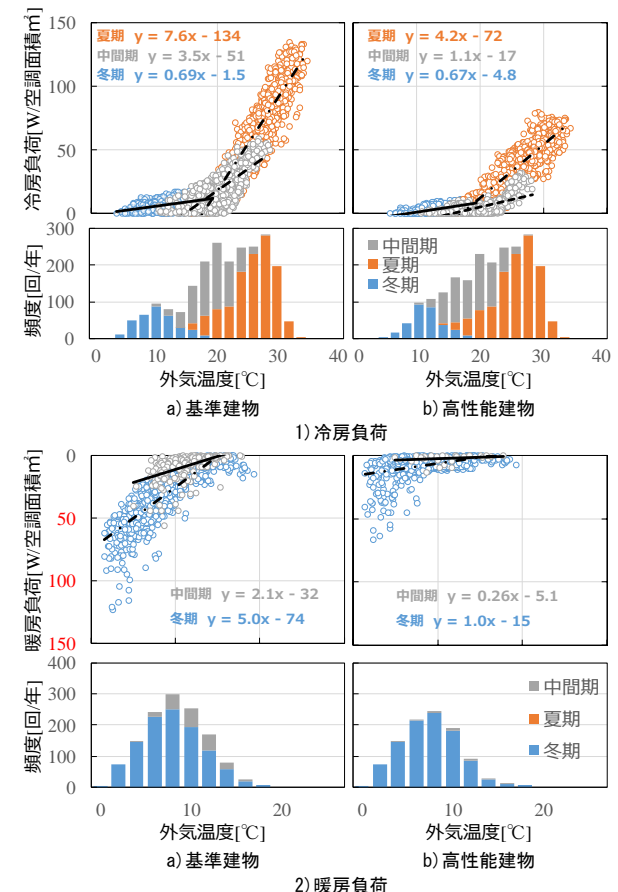 冷房負荷[W/空調面積㎡]
150
100
50
0
夏期 y = 7.6x - 134
中間期 y = 3.5x - 51
冬期 y = 0.69x - 1.5
夏期 y = 4.2x - 72
中間期 y = 1.1x - 17
冬期 y = 0.67x - 4.8
頻度[回/年]
300
200
100
0
中間期
夏期
冬期
0 10 20 30 40
0 10 20 30 40
外気温度[℃]
外気温度[℃]
a)基準建物
b)高性能建物
1)冷房負荷
暖房負荷[W/空調面積㎡]
0
50
100
150
中間期 y = 2.1x - 32
冬期 y = 5.0x - 74
中間期 y = 0.26x - 5.1
冬期 y = 1.0x - 15
頻度[回/年]
400
300
200
100
0
中間期
夏期
冬期
0 10 20
0 10 20
外気温度[℃]
外気温度[℃]
a)基準建物
b)高性能建物
2)暖房負荷